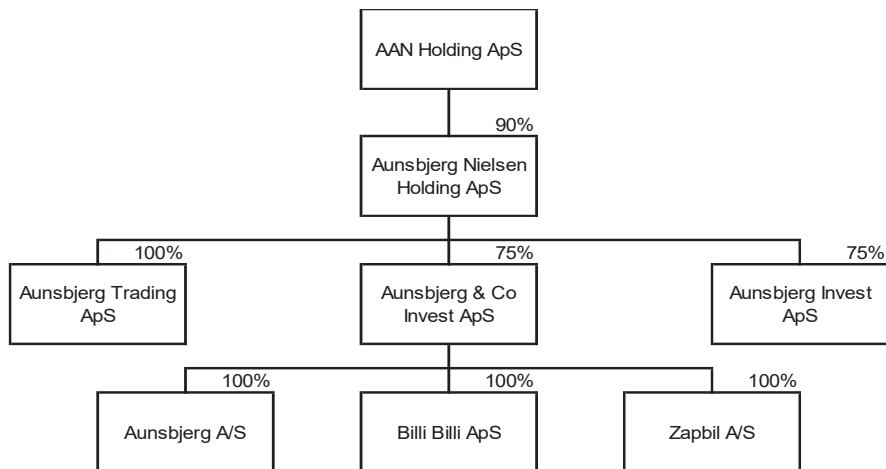 AAN Holding ApS
90%
Aunsbjerg Nielsen
Holding ApS
100%
75%
75%
Aunsbjerg Trading
ApS
Aunsbjerg & Co
Invest ApS
Aunsbjerg Invest
ApS
100%
100%
100%
Aunsbjerg A/S
Billi Billi ApS
Zapbil A/S